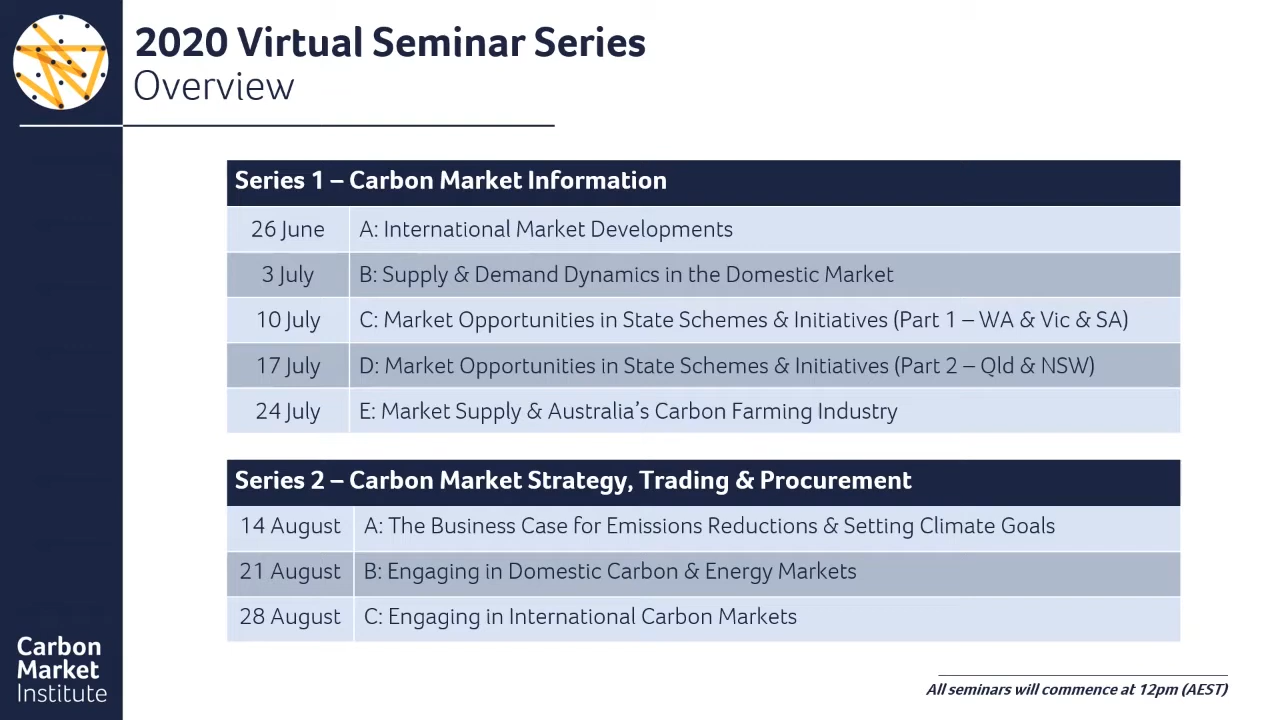 2020 Virtual Seminar Series
Overview
Series 1 – Carbon Market Information
26 June A: International Market Developments
3 July B: Supply & Demand Dynamics in the Domestic Market
10 July C: Market Opportunities in State Schemes & Initiatives (Part 1 – WA & Vic & SA)
17 July D: Market Opportunities in State Schemes & Initiatives (Part 2 – Qld & NSW)
24 July E: Market Supply & Australia's Carbon Farming Industry
Series 2 – Carbon Market Strategy, Trading & Procurement
14 August A: The Business Case for Emissions Reductions & Setting Climate Goals
21 August B: Engaging in Domestic Carbon & Energy Markets
28 August C: Engaging in International Carbon Markets
Carbon
Market
Institute
All seminars will commence at 12pm (AEST)